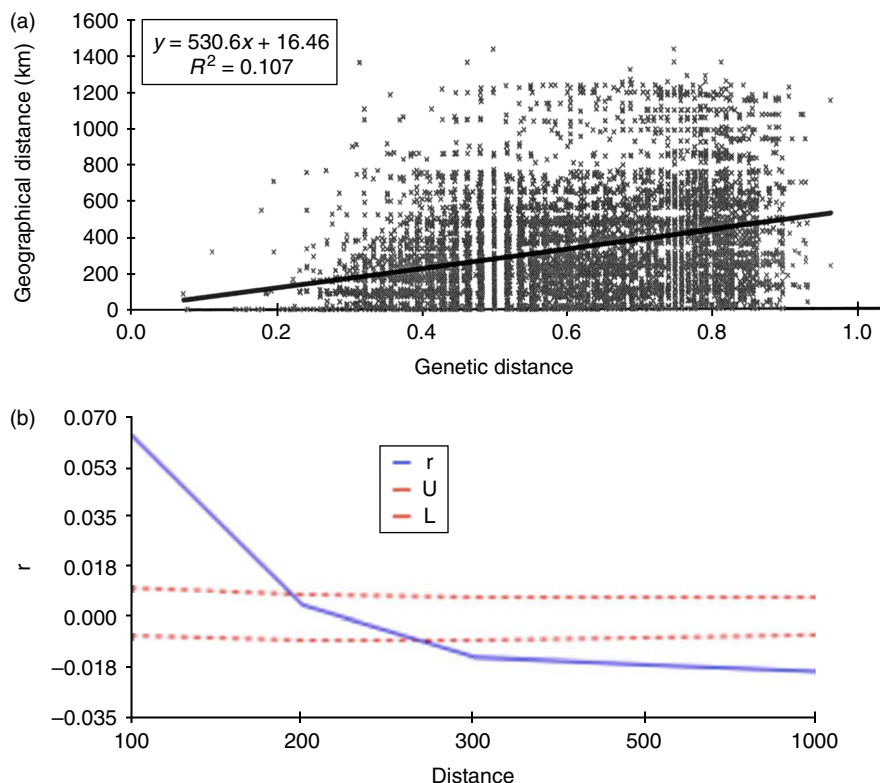 (a)
1600
1400
1200
1000
800
600
400
200
0
Geographical distance (km)
y = 530.6x + 16.46
R² = 0.107
0.0 0.2 0.4 0.6 0.8 1.0
Genetic distance
(b)
0.070
0.053
0.035
0.018
0.000
−0.018
−0.035
r
r
U
L
100 200 300 500 1000
Distance